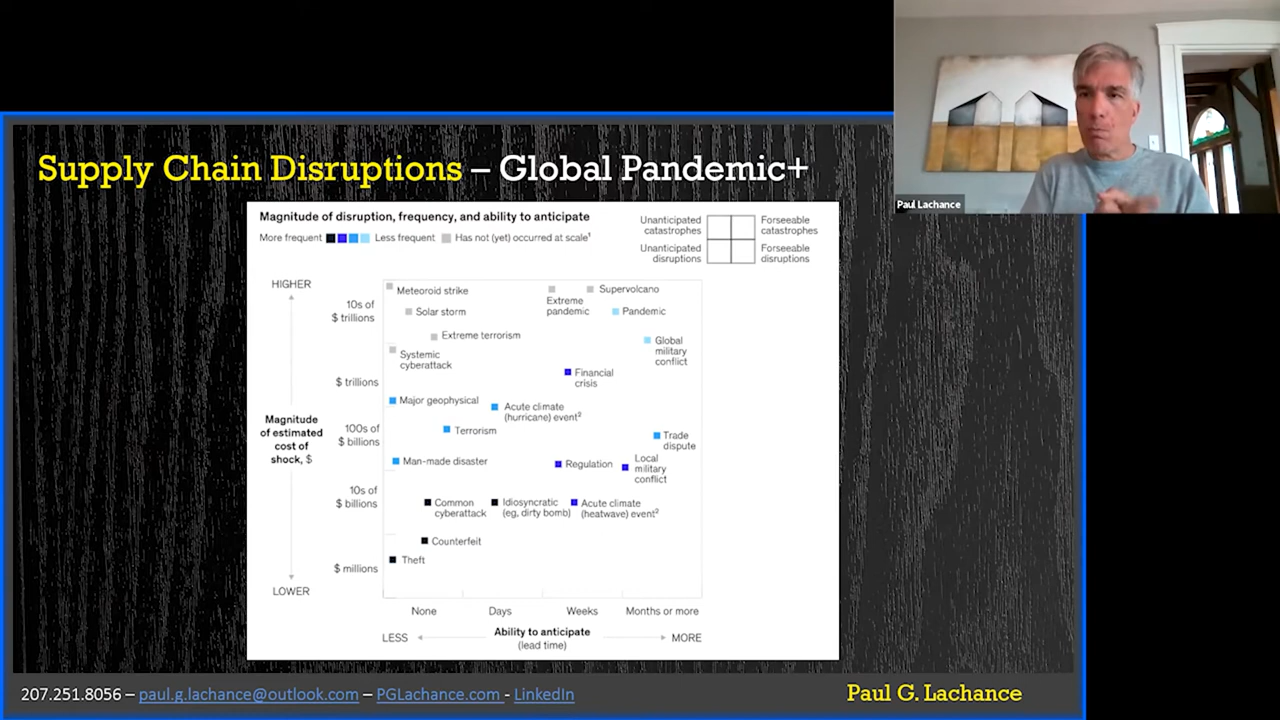 Paul Lachance
Supply Chain Disruptions – Global Pandemic+
Magnitude of disruption, frequency, and ability to anticipate
More frequent
Less frequent
Has not (yet) occurred at scale¹
Unanticipated
catastrophes
Forseeable
catastrophes
Unanticipated
disruptions
Forseeable
disruptions
HIGHER
Magnitude
of estimated
cost of
shock, $
LOWER
10s of
$ trillions
$ trillions
100s of
$ billions
10s of
$ billions
$ millions
Meteoroid strike
Supervolcano
Extreme
pandemic
Solar storm
Pandemic
Extreme terrorism
Global
military
conflict
Systemic
cyberattack
Financial
crisis
Major geophysical
Acute climate
(hurricane) event²
Terrorism
Trade
dispute
Man-made disaster
Regulation
Local
military
conflict
Common
cyberattack
Idiosyncratic
(eg, dirty bomb)
Acute climate
(heatwave) event²
Counterfeit
Theft
None
Days
Weeks
Months or more
LESS
Ability to anticipate
(lead time)
MORE
207.251.8056 – paul.g.lachance@outlook.com – PGLachance.com - LinkedIn
Paul G. Lachance